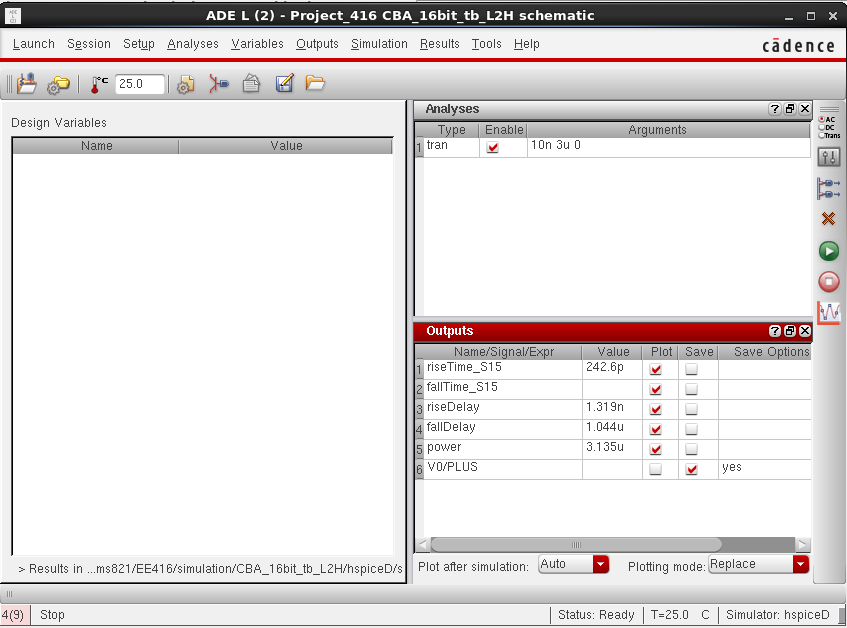 ADE L (2) - Project_416 CBA_16bit_tb_L2H schematic
Launch Session Setup Analyses Variables Outputs Simulation Results Tools Help
cādence
°C 25.0
Design Variables
Name Value
> Results in ...ms821/EE416/simulation/CBA_16bit_tb_L2H/hspiceD/s
Analyses
Type Enable Arguments
1 tran 10n 3u 0
AC
DC
Trans
Outputs
Name/Signal/Expr Value Plot Save Save Options
1 riseTime_S15 242.6p
2 fallTime_S15
3 riseDelay 1.319n
4 fallDelay 1.044u
5 power 3.135u
6 V0/PLUS yes
Plot after simulation: Auto Plotting mode: Replace
4(9) Stop Status: Ready T=25.0 C Simulator: hspiceD